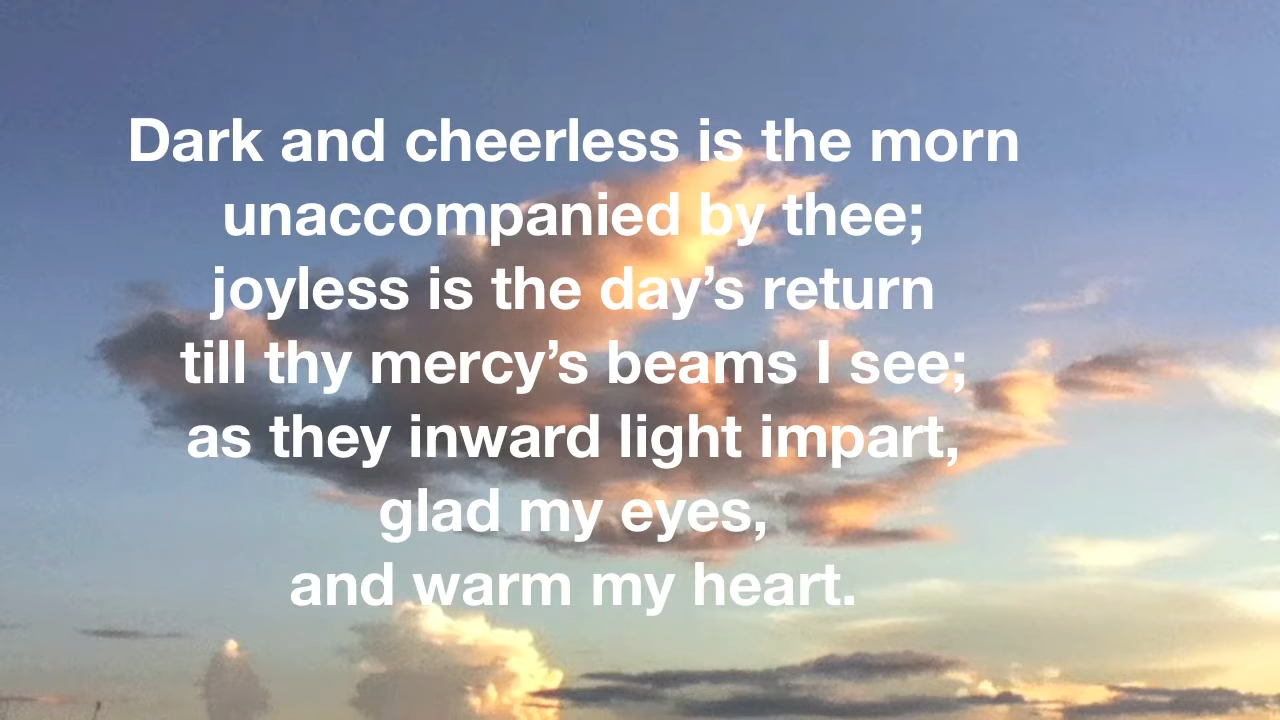 Dark and cheerless is the morn
unaccompanied by thee;
joyless is the day’s return
till thy mercy’s beams I see;
as they inward light impart,
glad my eyes,
and warm my heart.